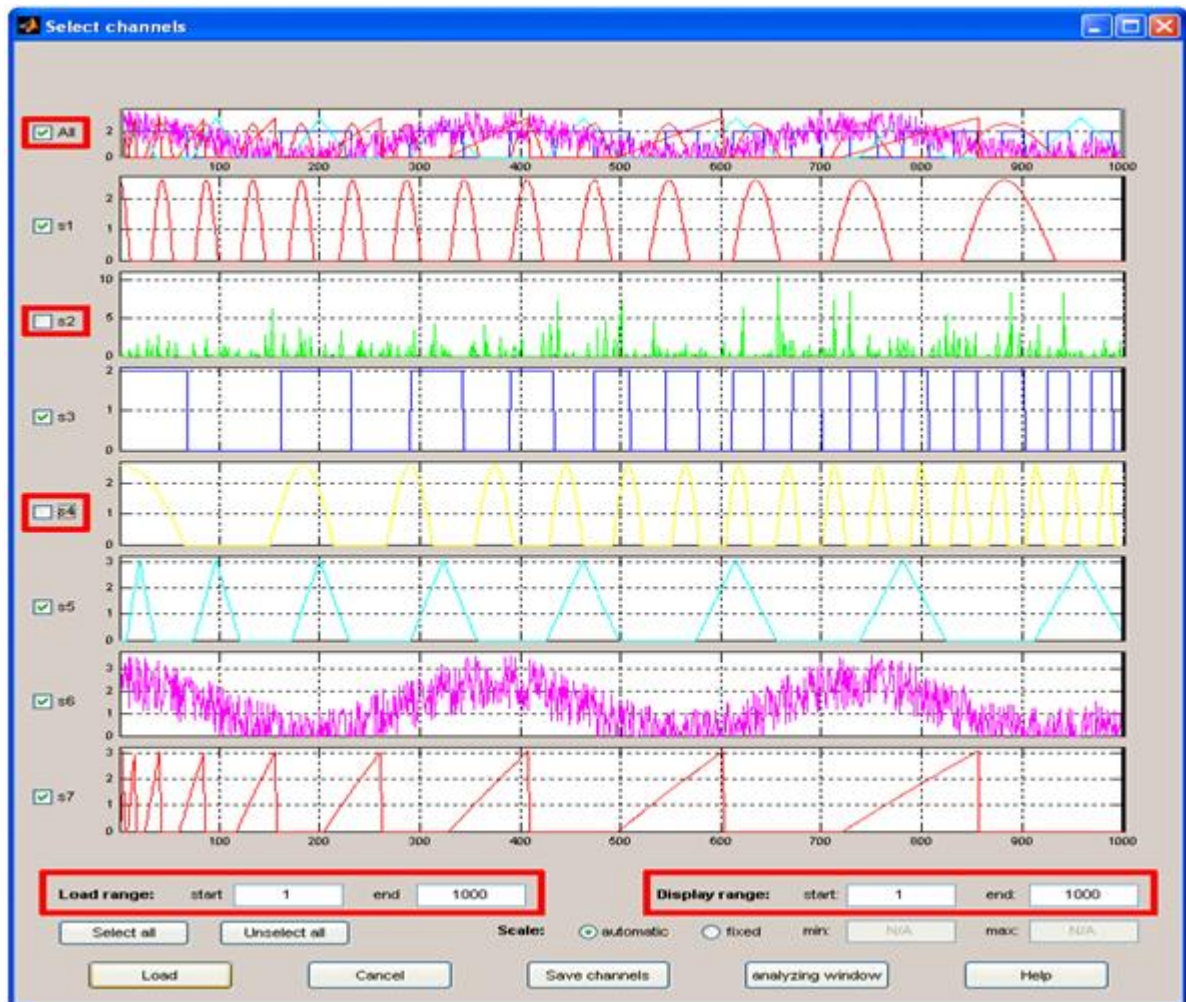 Select channels
All
2
0
100 200 300 400 500 600 700 800 900 1000
s1
2
1
0
s2
10
5
0
s3
2
1
0
s4
2
1
0
s5
3
2
1
0
s6
3
2
1
0
s7
3
2
1
0
100 200 300 400 500 600 700 800 900 1000
Load range: start 1 end 1000
Display range: start: 1 end: 1000
Select all Unselect all Scale: automatic fixed min: N/A max: N/A
Load Cancel Save channels analyzing window Help